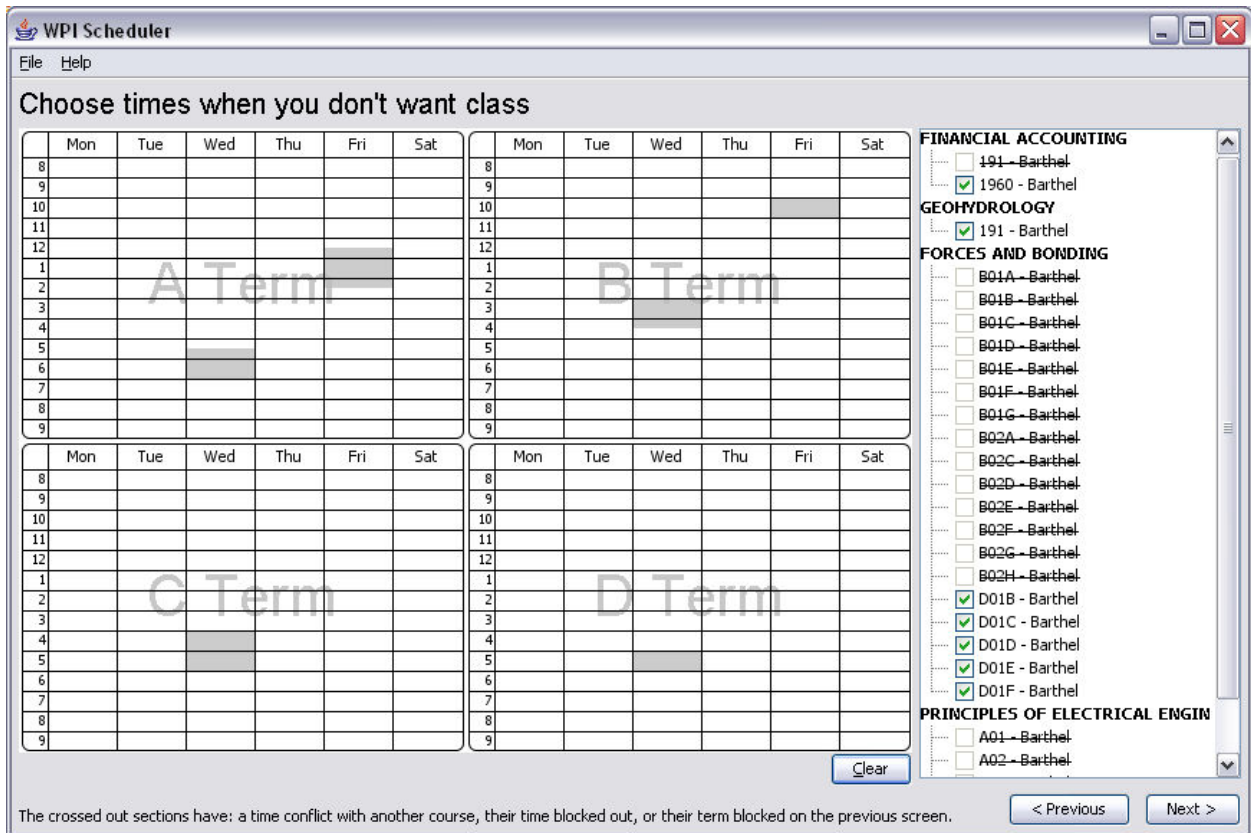 WPI Scheduler
File Help
Choose times when you don't want class
Mon Tue Wed Thu Fri Sat
8
9
10
11
12
1
2
3
4
5
6
7
8
9
A Term
Mon Tue Wed Thu Fri Sat
8
9
10
11
12
1
2
3
4
5
6
7
8
9
B Term
Mon Tue Wed Thu Fri Sat
8
9
10
11
12
1
2
3
4
5
6
7
8
9
C Term
Mon Tue Wed Thu Fri Sat
8
9
10
11
12
1
2
3
4
5
6
7
8
9
D Term
FINANCIAL ACCOUNTING
191 - Barthel
1960 - Barthel
GEOHYDROLOGY
191 - Barthel
FORCES AND BONDING
B01A - Barthel
B01B - Barthel
B01C - Barthel
B01D - Barthel
B01E - Barthel
B01F - Barthel
B01G - Barthel
B02A - Barthel
B02C - Barthel
B02D - Barthel
B02E - Barthel
B02F - Barthel
B02G - Barthel
B02H - Barthel
D01B - Barthel
D01C - Barthel
D01D - Barthel
D01E - Barthel
D01F - Barthel
PRINCIPLES OF ELECTRICAL ENGIN
A01 - Barthel
A02 - Barthel
Clear
The crossed out sections have: a time conflict with another course, their time blocked out, or their term blocked on the previous screen.
< Previous Next >